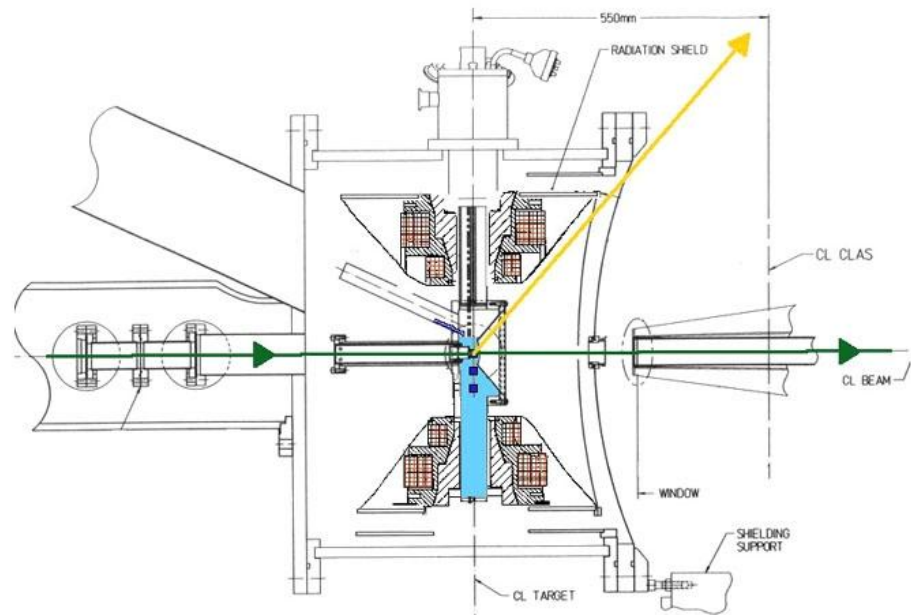 550mm
RADIATION SHIELD
CL CLAS
CL BEAM
WINDOW
SHIELDING
SUPPORT
CL TARGET